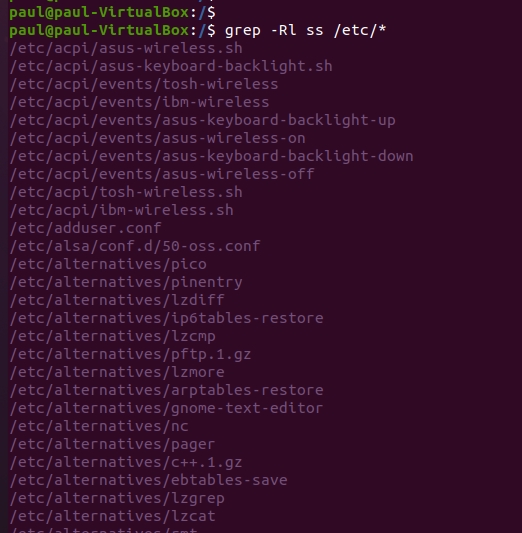 paul@paul-VirtualBox:/$
paul@paul-VirtualBox:/$ grep -Rl ss /etc/*
/etc/acpi/asus-wireless.sh
/etc/acpi/asus-keyboard-backlight.sh
/etc/acpi/events/tosh-wireless
/etc/acpi/events/ibm-wireless
/etc/acpi/events/asus-keyboard-backlight-up
/etc/acpi/events/asus-wireless-on
/etc/acpi/events/asus-keyboard-backlight-down
/etc/acpi/events/asus-wireless-off
/etc/acpi/tosh-wireless.sh
/etc/acpi/ibm-wireless.sh
/etc/adduser.conf
/etc/alsa/conf.d/50-oss.conf
/etc/alternatives/pico
/etc/alternatives/pinentry
/etc/alternatives/lzdiff
/etc/alternatives/ip6tables-restore
/etc/alternatives/lzcmp
/etc/alternatives/pftp.1.gz
/etc/alternatives/lzmore
/etc/alternatives/arptables-restore
/etc/alternatives/gnome-text-editor
/etc/alternatives/nc
/etc/alternatives/pager
/etc/alternatives/c++.1.gz
/etc/alternatives/ebtables-save
/etc/alternatives/lzgrep
/etc/alternatives/lzcat
/etc/alternatives/rmt